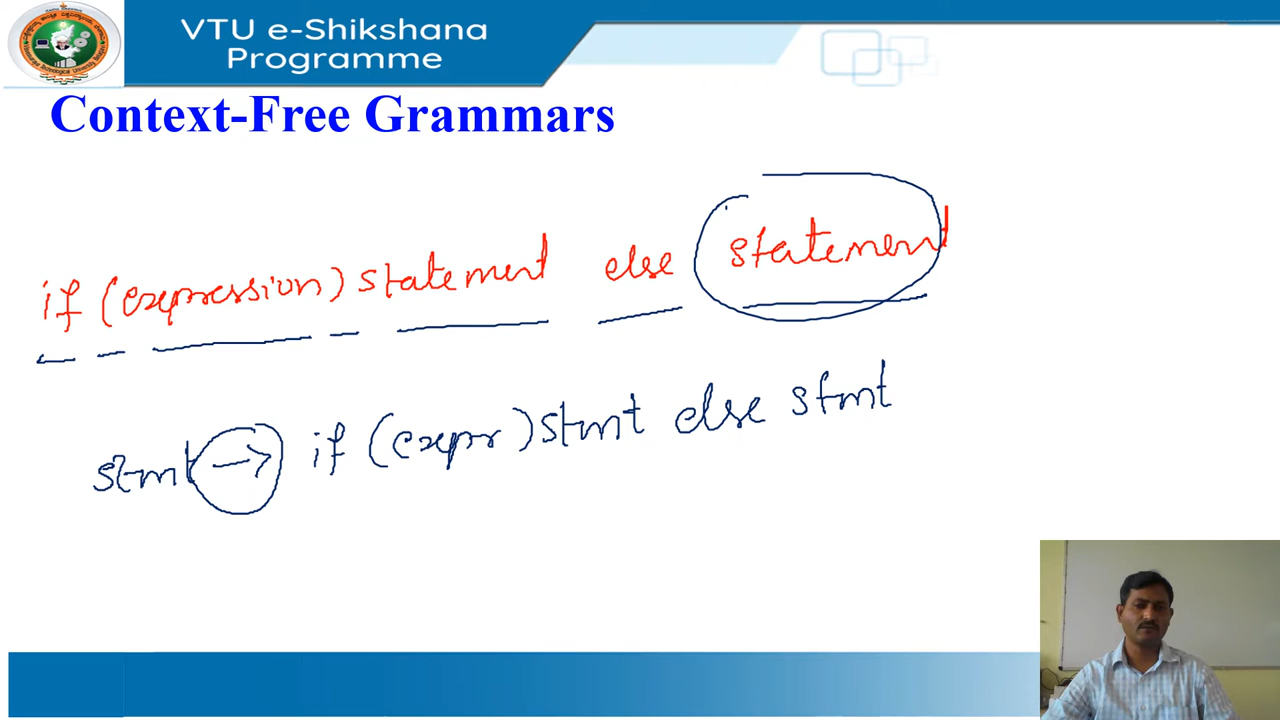 VTU e-Shikshana
Programme
Context-Free Grammars
if (expression) statement else statement
stmt → if (expr) stmt else stmt